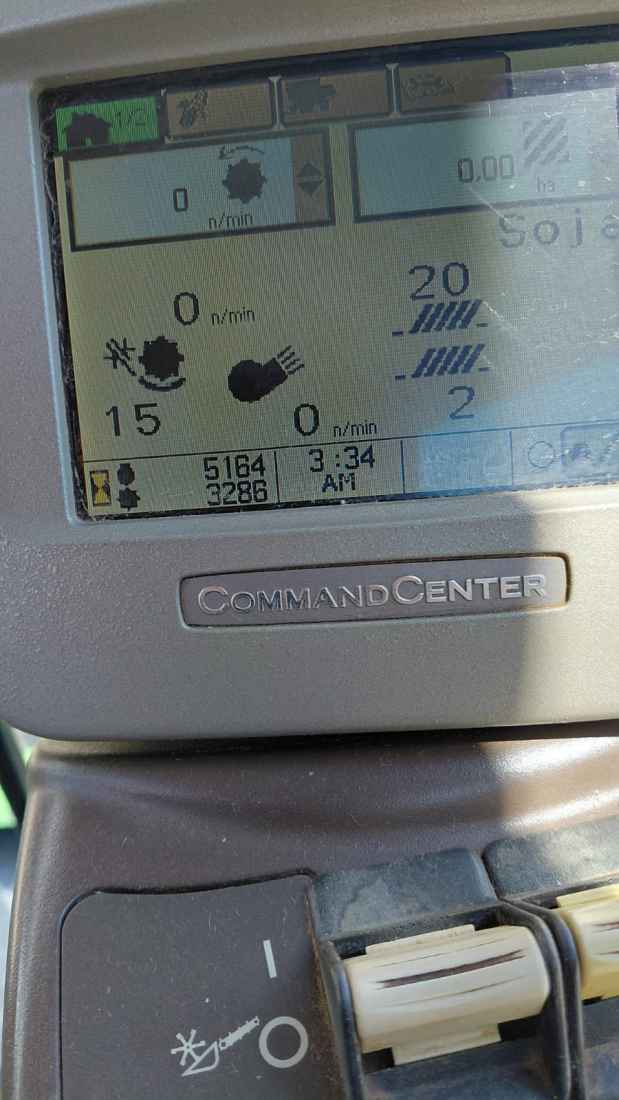 1/2
0
n/min
0,00
ha
Soja
0 n/min
20
15
0 n/min
2
5164
3286
3:34
AM
COMMANDCENTER
I
O